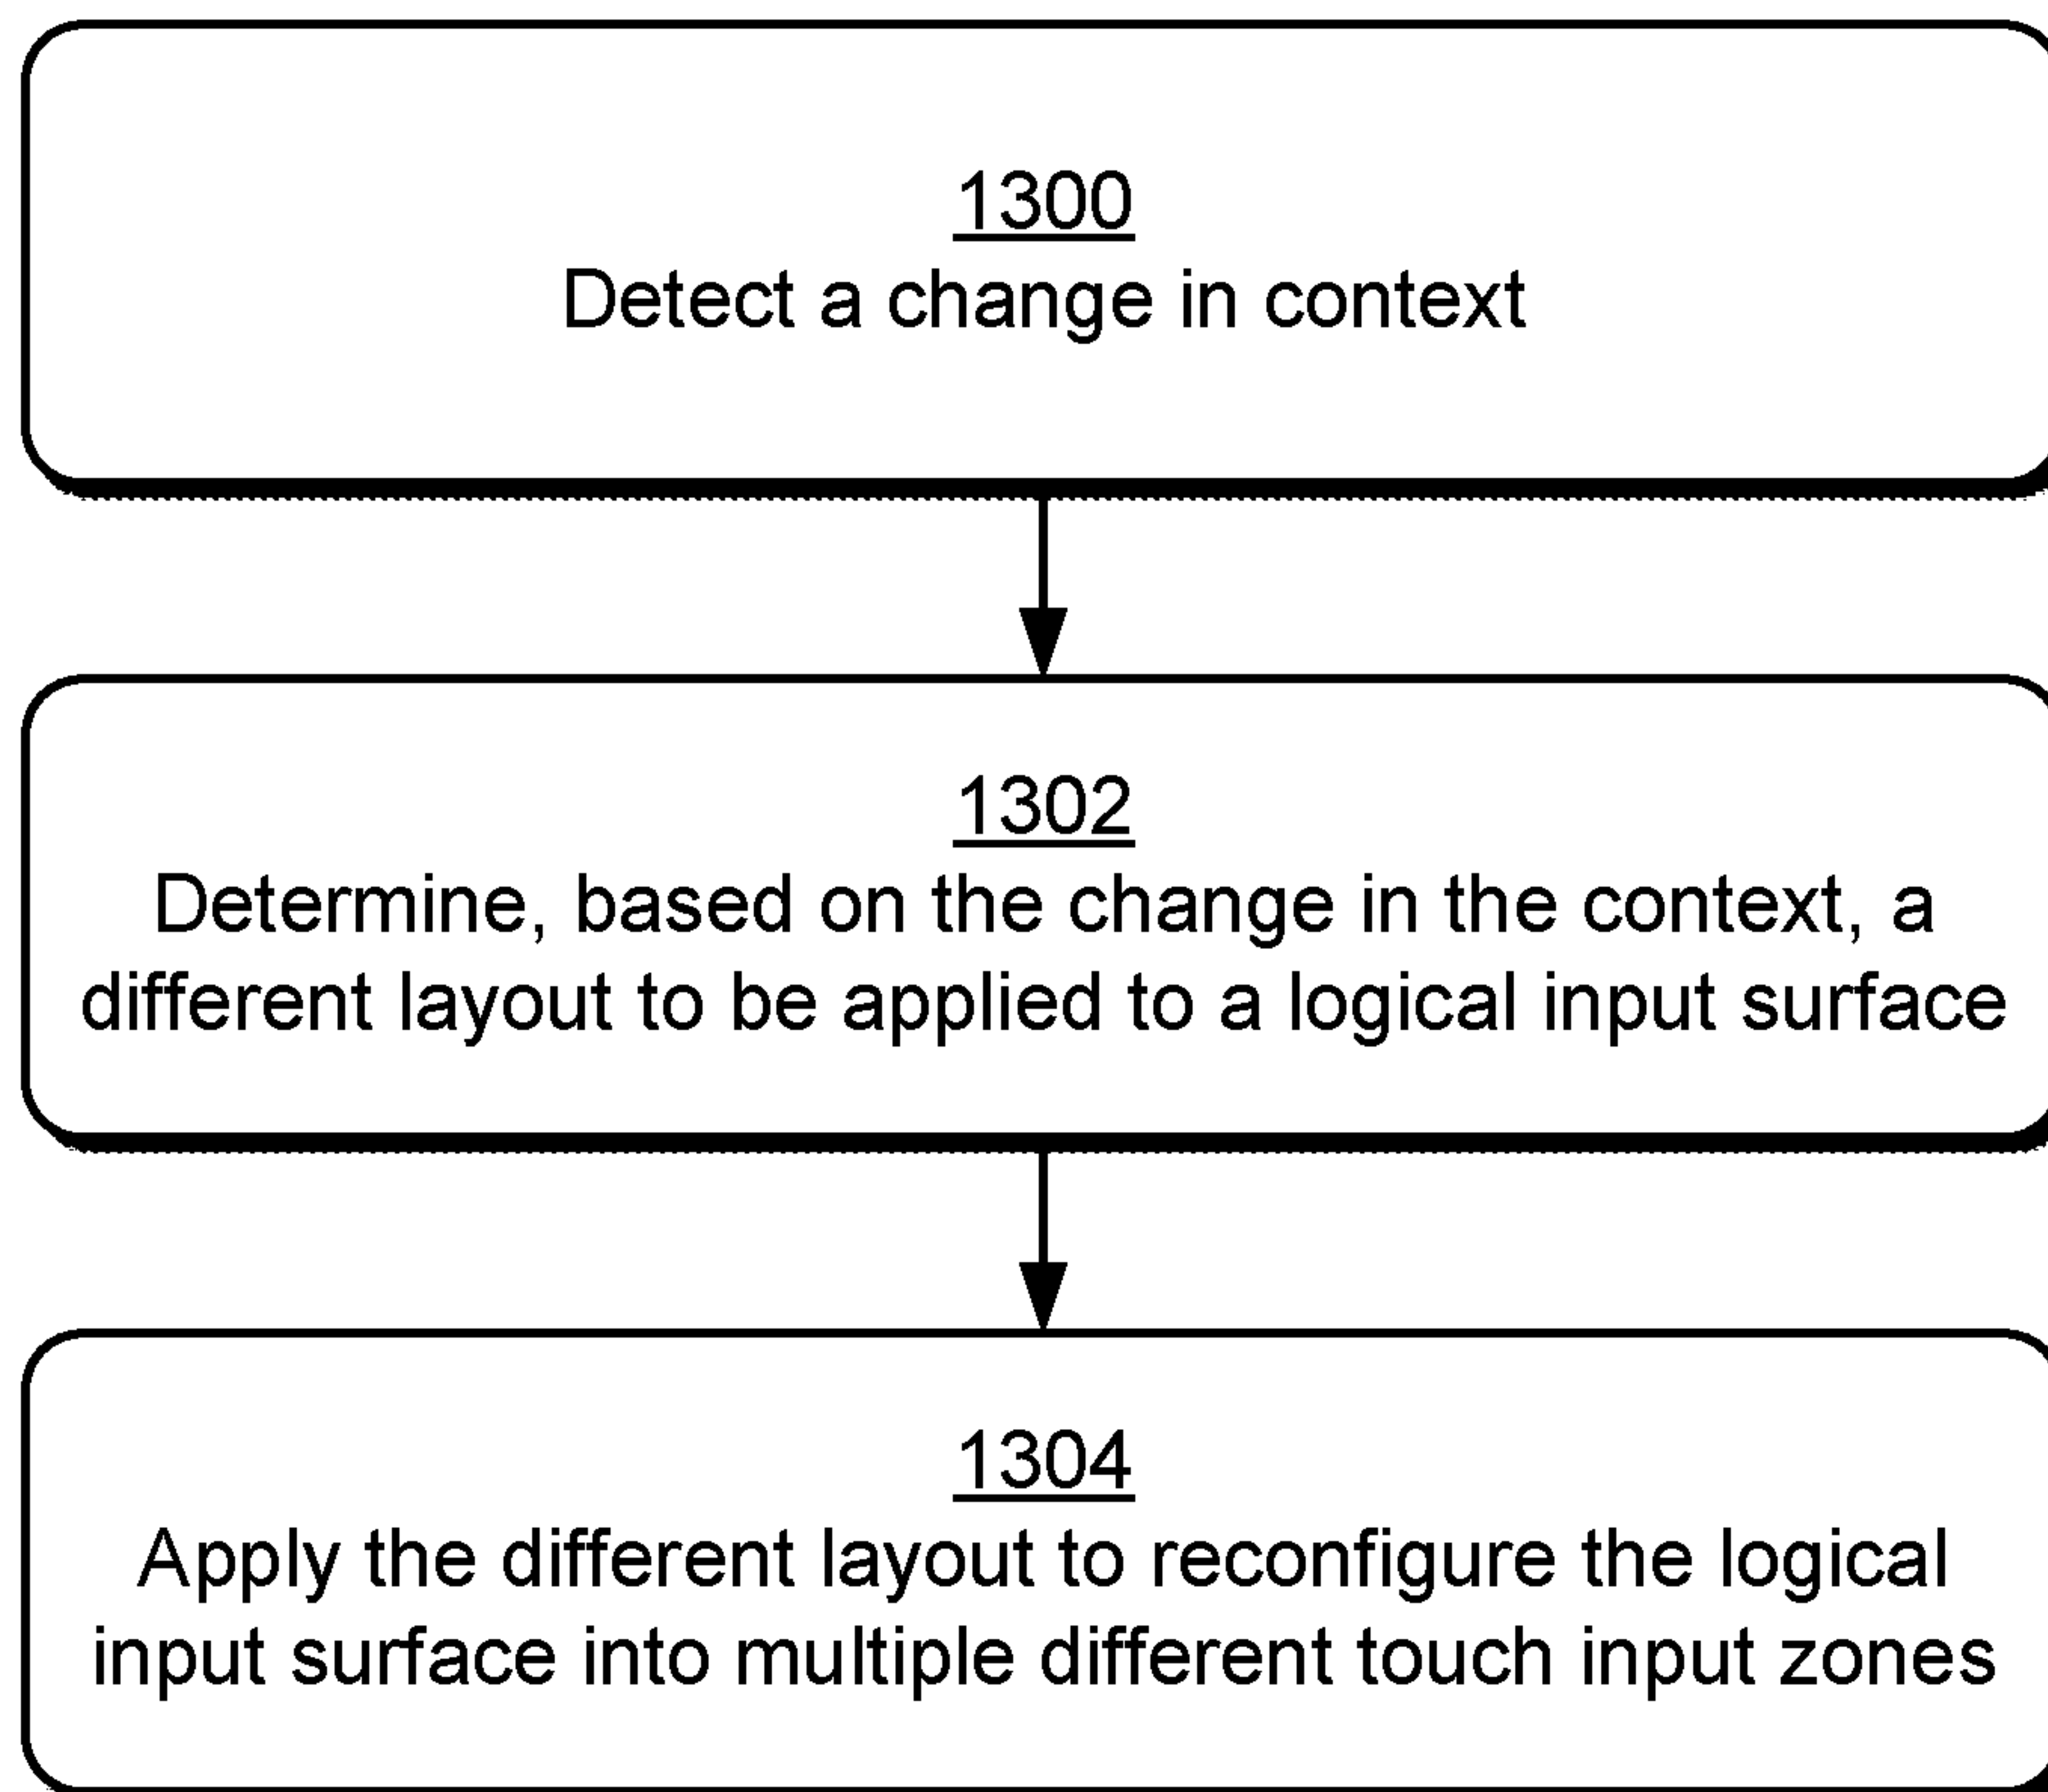 1300
Detect a change in context
1302
Determine, based on the change in the context, a
different layout to be applied to a logical input surface
1304
Apply the different layout to reconfigure the logical
input surface into multiple different touch input zones